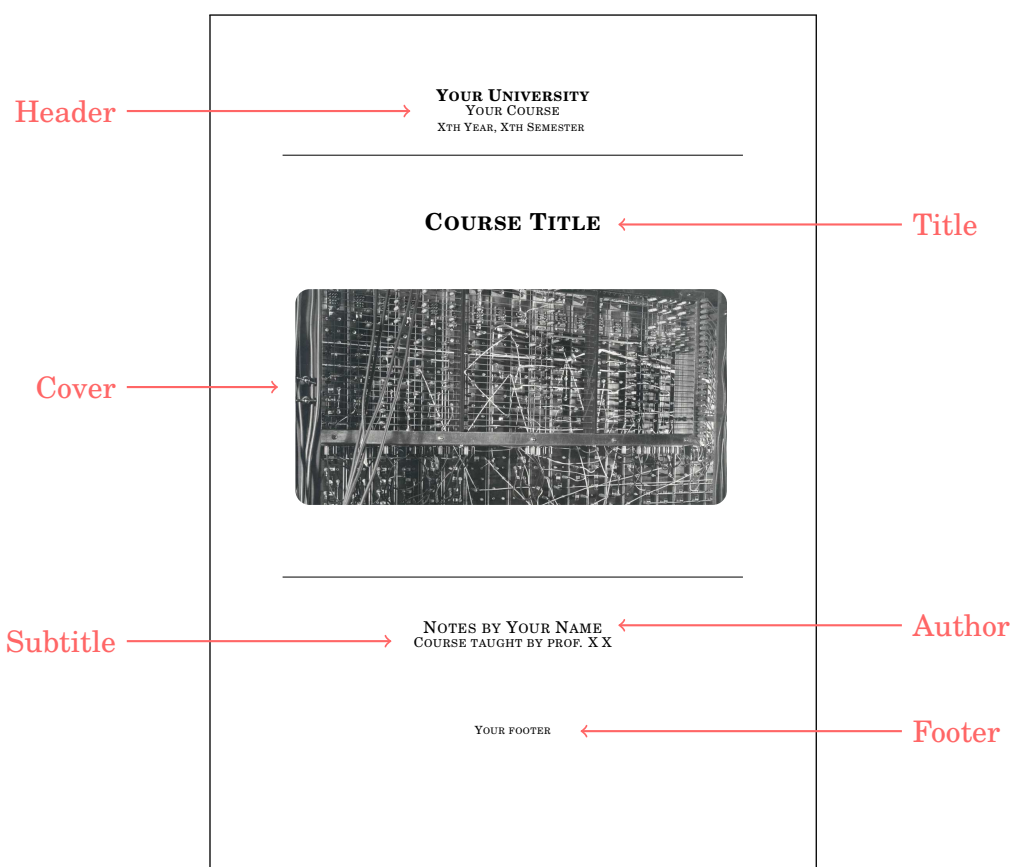 Your University
Header
Your Course
Xth Year, Xth Semester
Course Title
Title
Cover
Notes by Your Name
Author
Subtitle
Course taught by prof. X X
Your footer
Footer